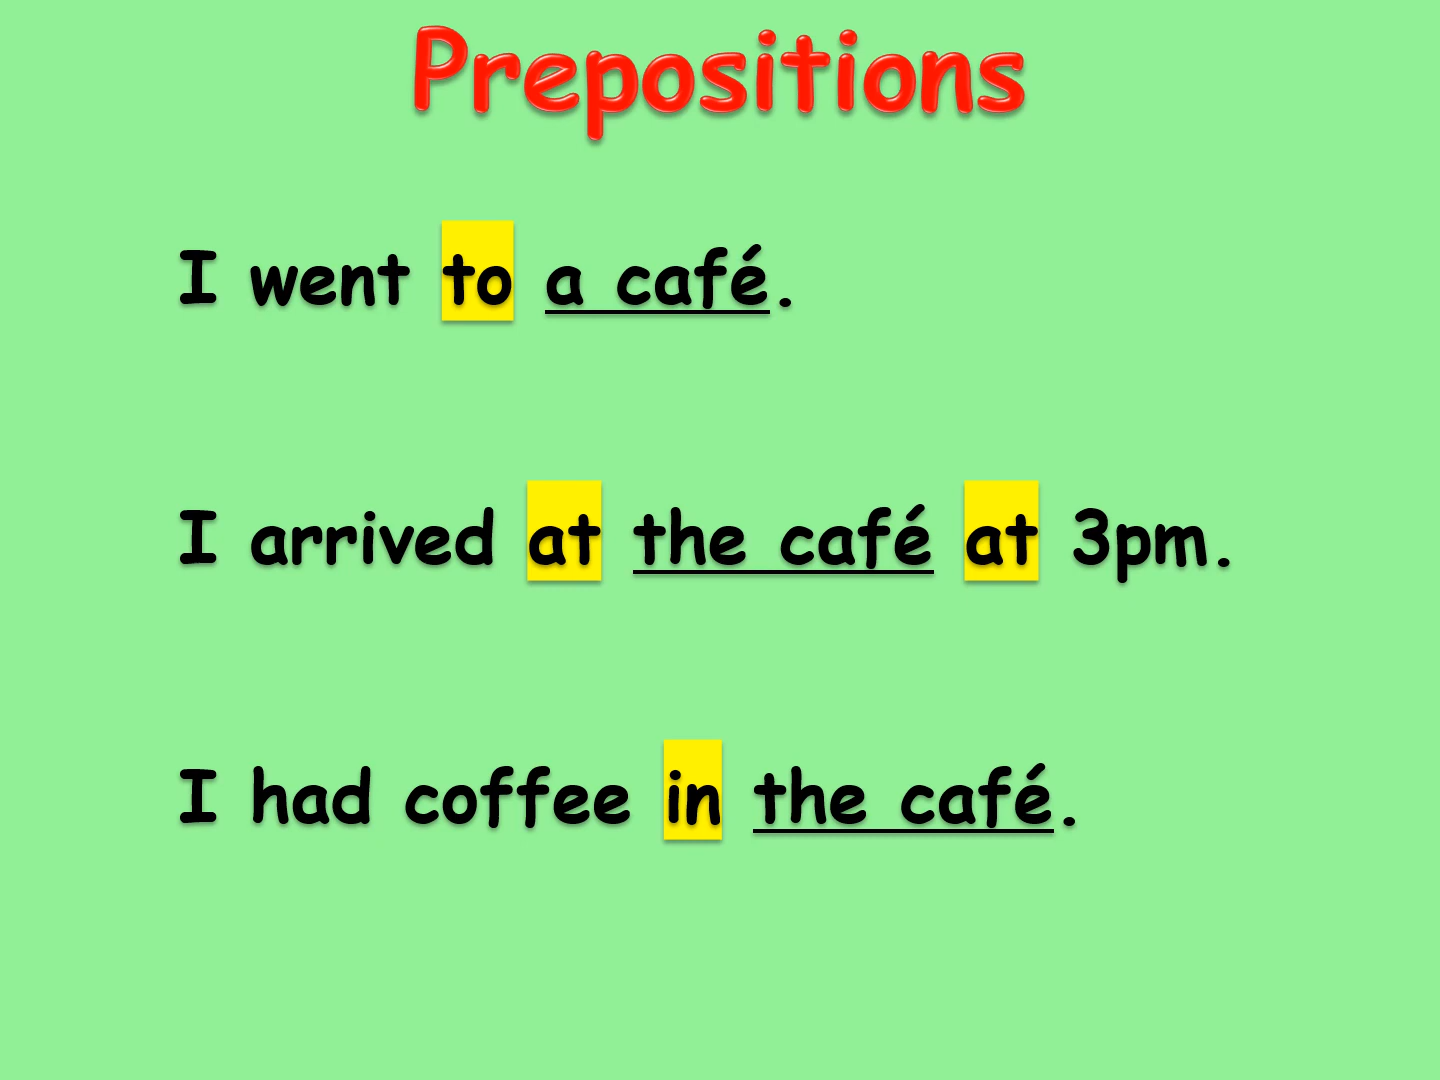 Prepositions
I went to a café.
I arrived at the café at 3pm.
I had coffee in the café.